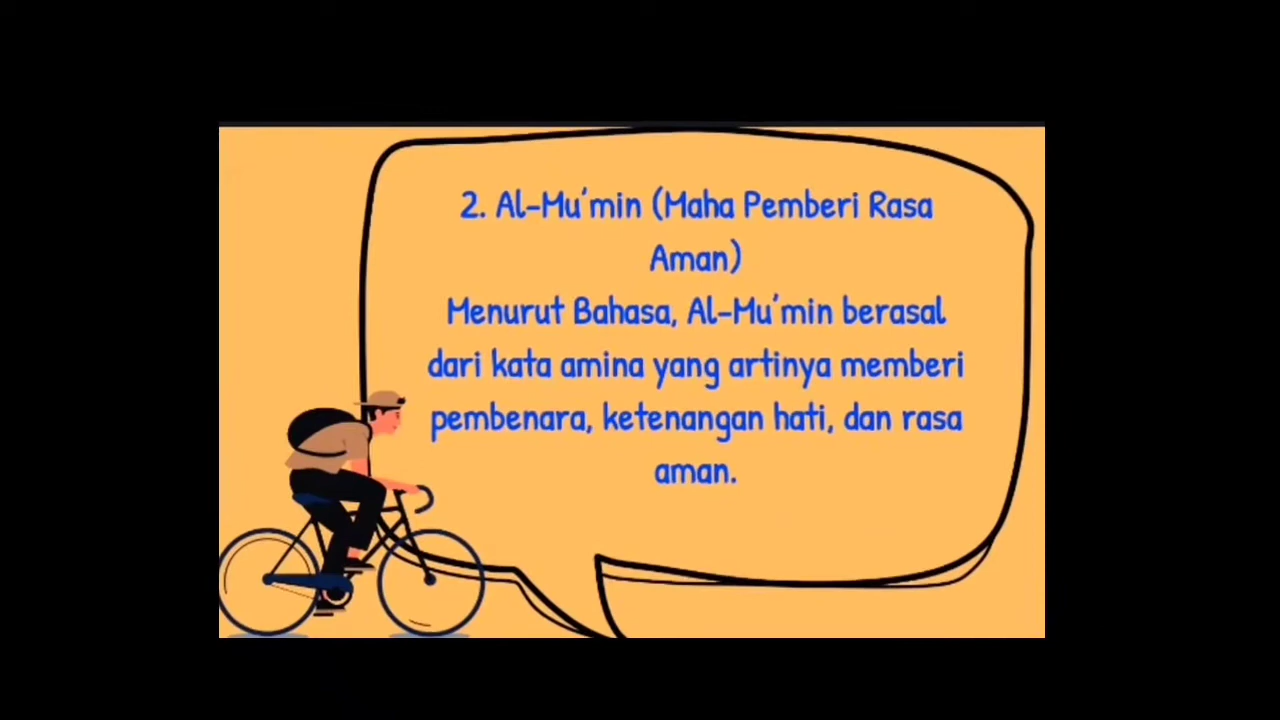 2. Al-Mu'min (Maha Pemberi Rasa
Aman)
Menurut Bahasa, Al-Mu'min berasal
dari kata amina yang artinya memberi
pembenara, ketenangan hati, dan rasa
aman.